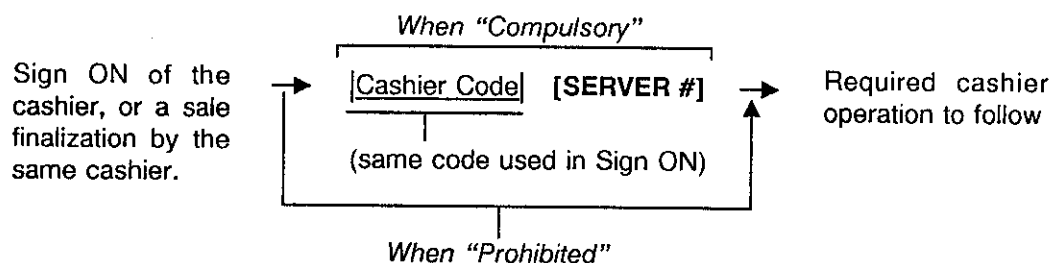 When “Compulsory”
Sign ON of the
cashier, or a sale
finalization by the
same cashier.
|Cashier Code| [SERVER #]
(same code used in Sign ON)
Required cashier
operation to follow
When “Prohibited”